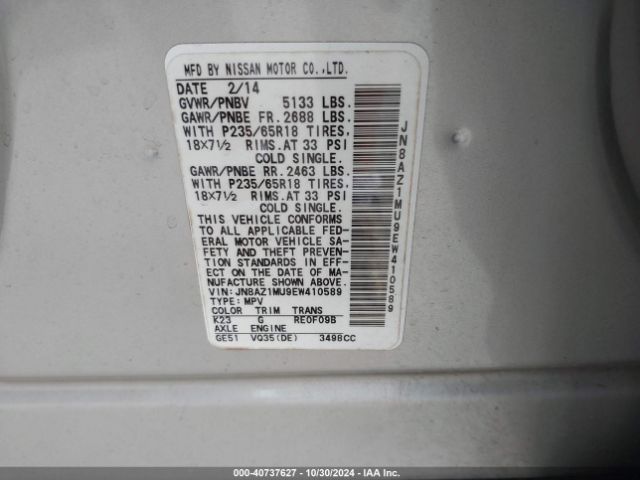 MFD BY NISSAN MOTOR CO.,LTD.
DATE 2/14
GVWR/PNBV 5133 LBS.
GAWR/PNBE FR. 2688 LBS.
WITH P235/65R18 TIRES,
18X7½ RIMS.AT 33 PSI
COLD SINGLE.
GAWR/PNBE RR. 2463 LBS.
WITH P235/65R18 TIRES,
18X7½ RIMS.AT 33 PSI
COLD SINGLE.
THIS VEHICLE CONFORMS
TO ALL APPLICABLE FED-
ERAL MOTOR VEHICLE SA-
FETY AND THEFT PREVEN-
TION STANDARDS IN EFF-
ECT ON THE DATE OF MA-
NUFACTURE SHOWN ABOVE.
VIN: JN8AZ1MU9EW410589
TYPE: MPV
COLOR TRIM TRANS
K23 G RE0F09B
AXLE ENGINE
GE51 VQ35(DE) 3498CC
JN8AZ1MU9EW410589
000-40737627 - 10/30/2024 - IAA Inc.